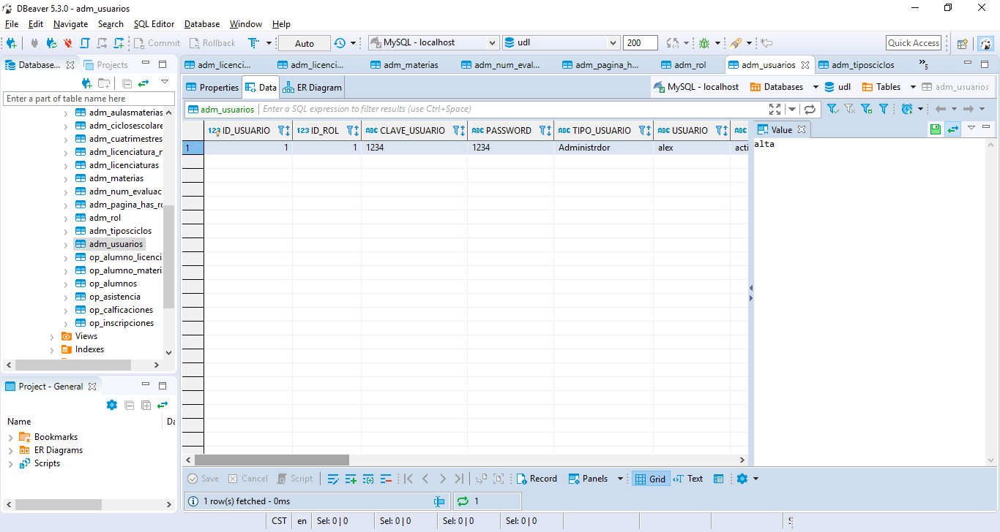 DBeaver 5.3.0 - adm_usuarios
File Edit Navigate Search SQL Editor Database Window Help
Commit Rollback Auto MySQL - localhost udl 200 Quick Access
Database... Projects
adm_licenci... adm_licenci... adm_materias adm_num_eval... adm_pagina_h... adm_rol adm_usuarios adm_tiposciclos »5
Properties Data ER Diagram MySQL - localhost Databases udl Tables adm_usuarios
Enter a part of table name here
adm_aulasmaterias
adm_ciclosescolare
adm_cuatrimestres
adm_licenciatura_r
adm_licenciaturas
adm_materias
adm_num_evaluac
adm_pagina_has_ro
adm_rol
adm_tiposciclos
adm_usuarios
op_alumno_licenci
op_alumno_materi
op_alumnos
op_asistencia
op_calficaciones
op_inscripciones
Views
Indexes
adm_usuarios Enter a SQL expression to filter results (use Ctrl+Space)
123 ID_USUARIO 123 ID_ROL ABC CLAVE_USUARIO ABC PASSWORD ABC TIPO_USUARIO ABC USUARIO ABC
1 1 1 1234 1234 Administrdor alex acti
Value
alta
Project - General
Name Da
Bookmarks
ER Diagrams
Scripts
Save Cancel Script Record Panels Grid Text
1 row(s) fetched - 0ms 1
CST en Sel: 0 | 0 Sel: 0 | 0 Sel: 0 | 0 Sel: 0 | 0